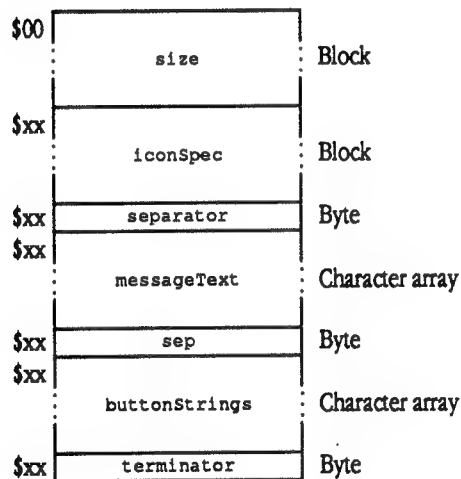 $00
size Block
$xx
iconSpec Block
$xx separator Byte
$xx
messageText Character array
$xx sep Byte
$xx
buttonStrings Character array
$xx terminator Byte